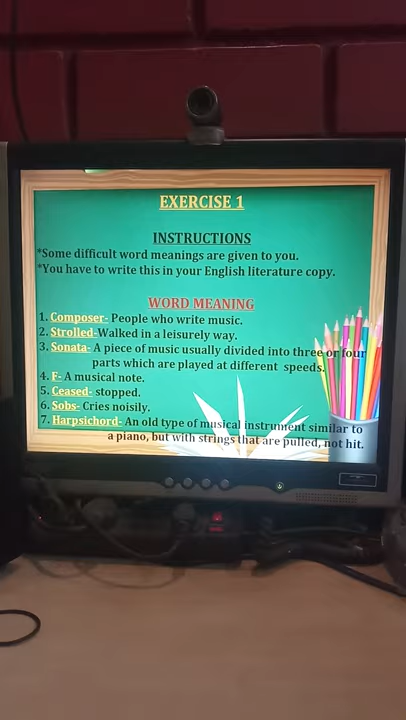 EXERCISE 1
INSTRUCTIONS
*Some difficult word meanings are given to you.
*You have to write this in your English literature copy.
WORD MEANING
1. Composer- People who write music.
2. Strolled-Walked in a leisurely way.
3. Sonata- A piece of music usually divided into three or four
parts which are played at different speeds.
4. F- A musical note.
5. Ceased- stopped.
6. Sobs- Cries noisily.
7. Harpsichord- An old type of musical instrument similar to
a piano, but with strings that are pulled, not hit.